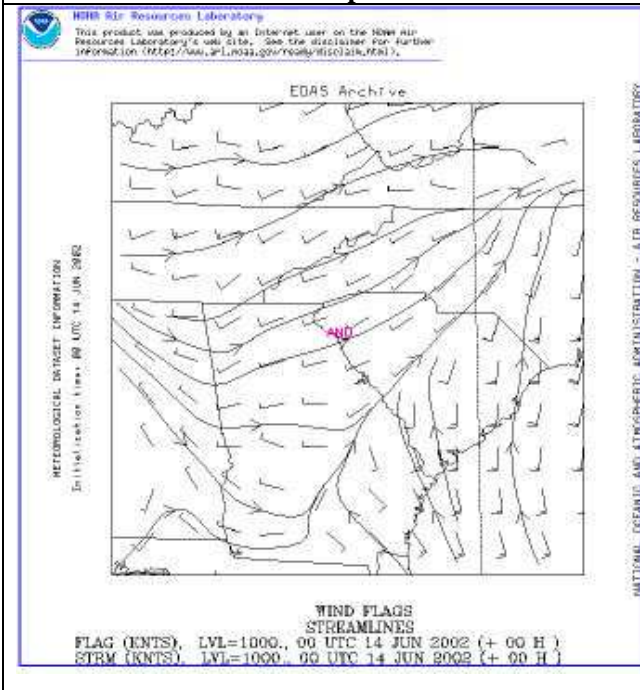 NOAA Air Resources Laboratory
This product was produced by an Internet user on the NOAA Air
Resources Laboratory's web site. See the disclaimer for further
information (http://www.arl.noaa.gov/ready/disclaim.html).
EDAS Archive
METEOROLOGICAL DATASET INFORMATION
Initialization time: 00 UTC 14 JUN 2002
AND
NATIONAL OCEANIC AND ATMOSPHERIC ADMINISTRATION - AIR RESOURCES LABORATORY
WIND FLAGS
STREAMLINES
FLAG (KNTS), LVL=1000., 00 UTC 14 JUN 2002 (+ 00 H )
STRM (KNTS), LVL=1000., 00 UTC 14 JUN 2002 (+ 00 H )